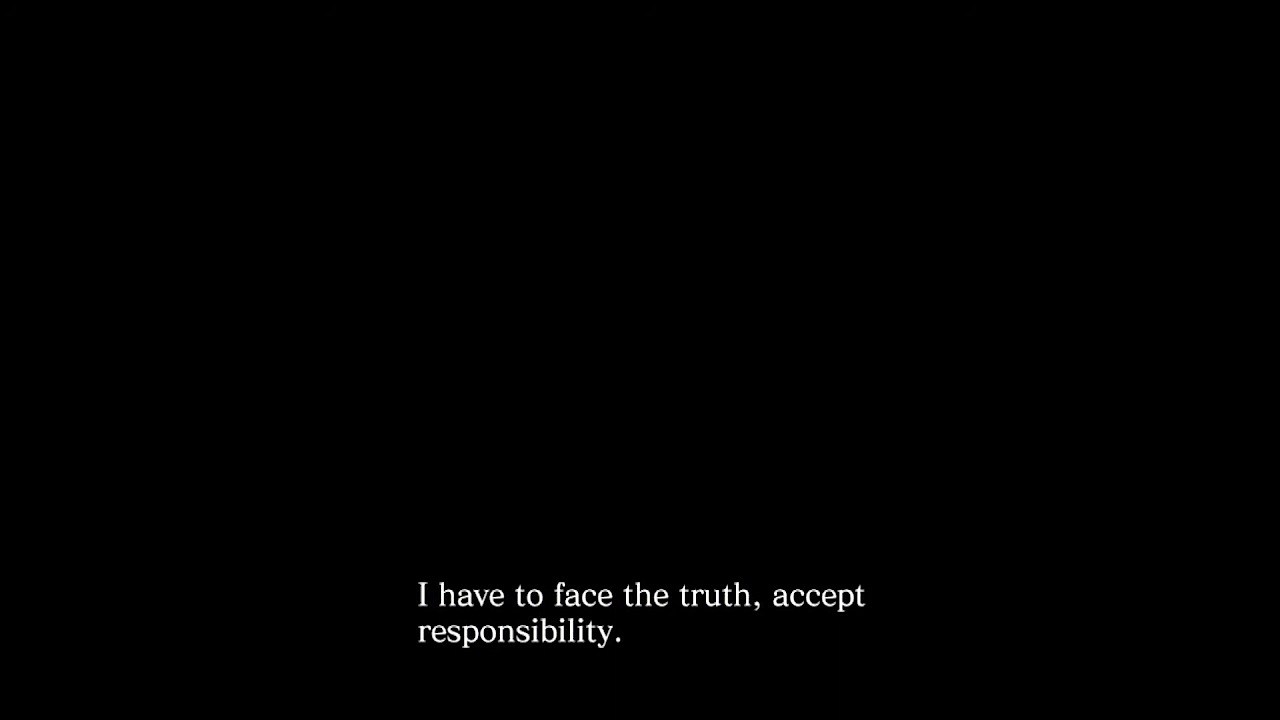 I have to face the truth, accept
responsibility.